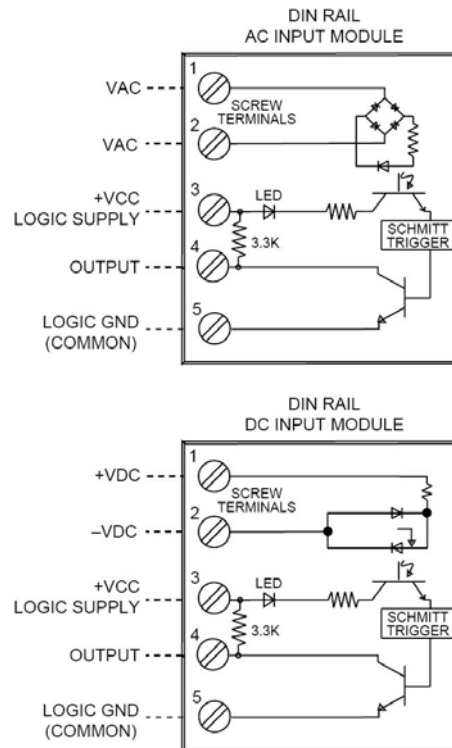 DIN RAIL
AC INPUT MODULE
1
VAC
SCREW
TERMINALS
2
VAC
3
+VCC
LOGIC SUPPLY
LED
SCHMITT
TRIGGER
3.3K
4
OUTPUT
5
LOGIC GND
(COMMON)
DIN RAIL
DC INPUT MODULE
1
+VDC
SCREW
TERMINALS
2
–VDC
3
+VCC
LOGIC SUPPLY
LED
SCHMITT
TRIGGER
3.3K
4
OUTPUT
5
LOGIC GND
(COMMON)